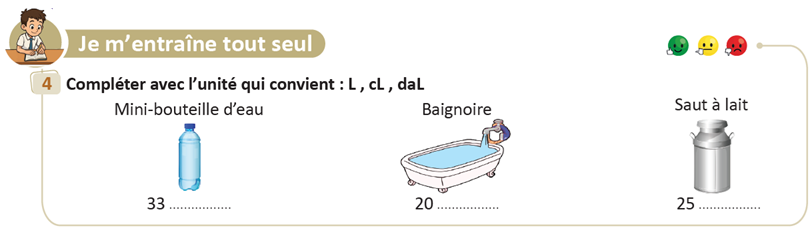 Je m'entraîne tout seul
4 Compléter avec l'unité qui convient : L , cL , daL
Mini-bouteille d'eau Baignoire Saut à lait
33 ................ 20 ................ 25 ................